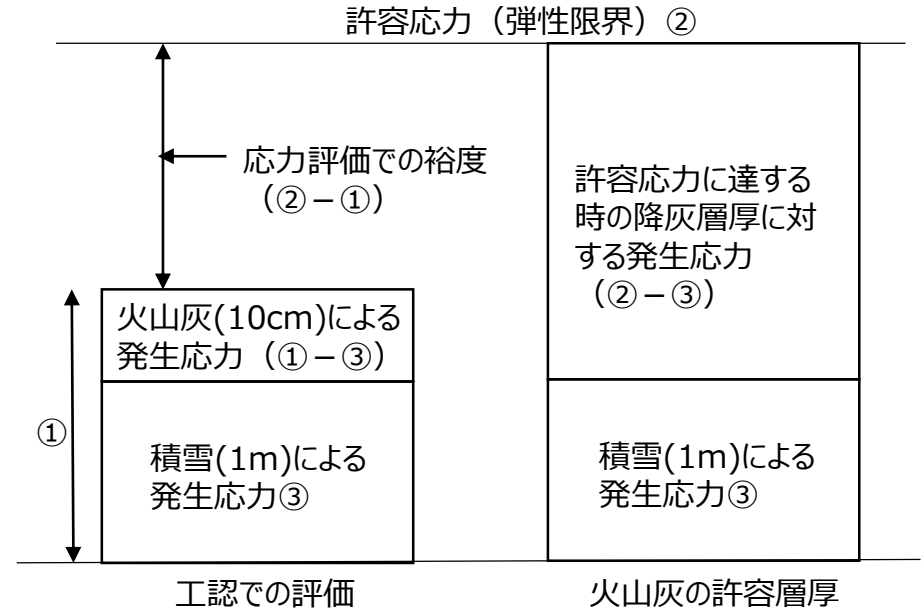 許容応力（弾性限界）②
応力評価での裕度
（②－①）
火山灰(10cm)による
発生応力（①－③）
①
積雪(1m)による
発生応力③
工認での評価
許容応力に達する
時の降灰層厚に対
する発生応力
（②－③）
積雪(1m)による
発生応力③
火山灰の許容層厚